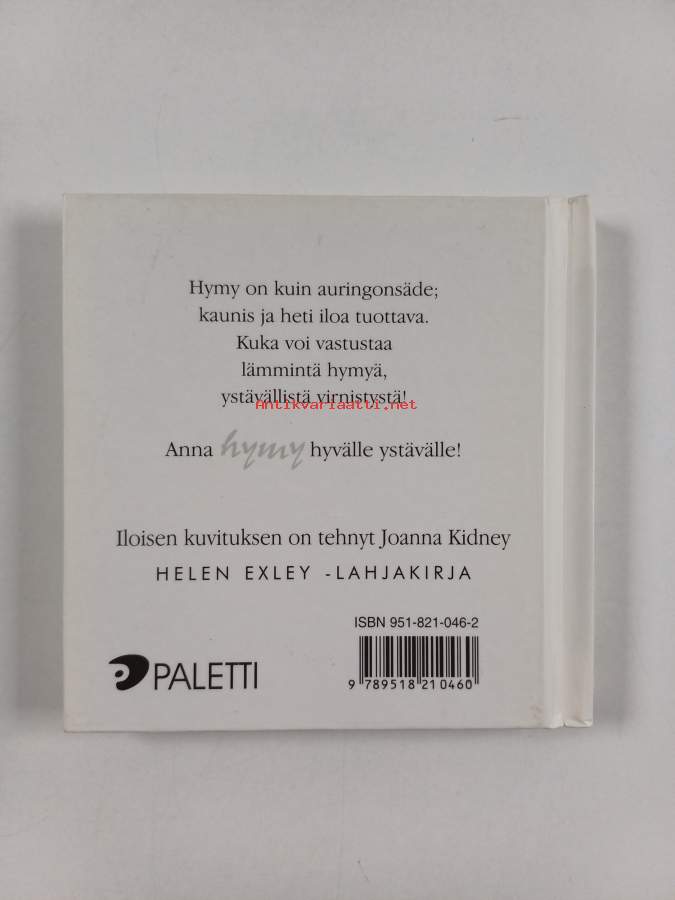 Hymy on kuin auringonsäde;
kaunis ja heti iloa tuottava.
Kuka voi vastustaa
lämmintä hymyä,
ystävällistä virnistystä!
Antikvariaatti.net
Anna hymy hyvälle ystävälle!
Iloisen kuvituksen on tehnyt Joanna Kidney
HELEN EXLEY -LAHJAKIRJA
ISBN 951-821-046-2
PALETTI
9 789518 210460